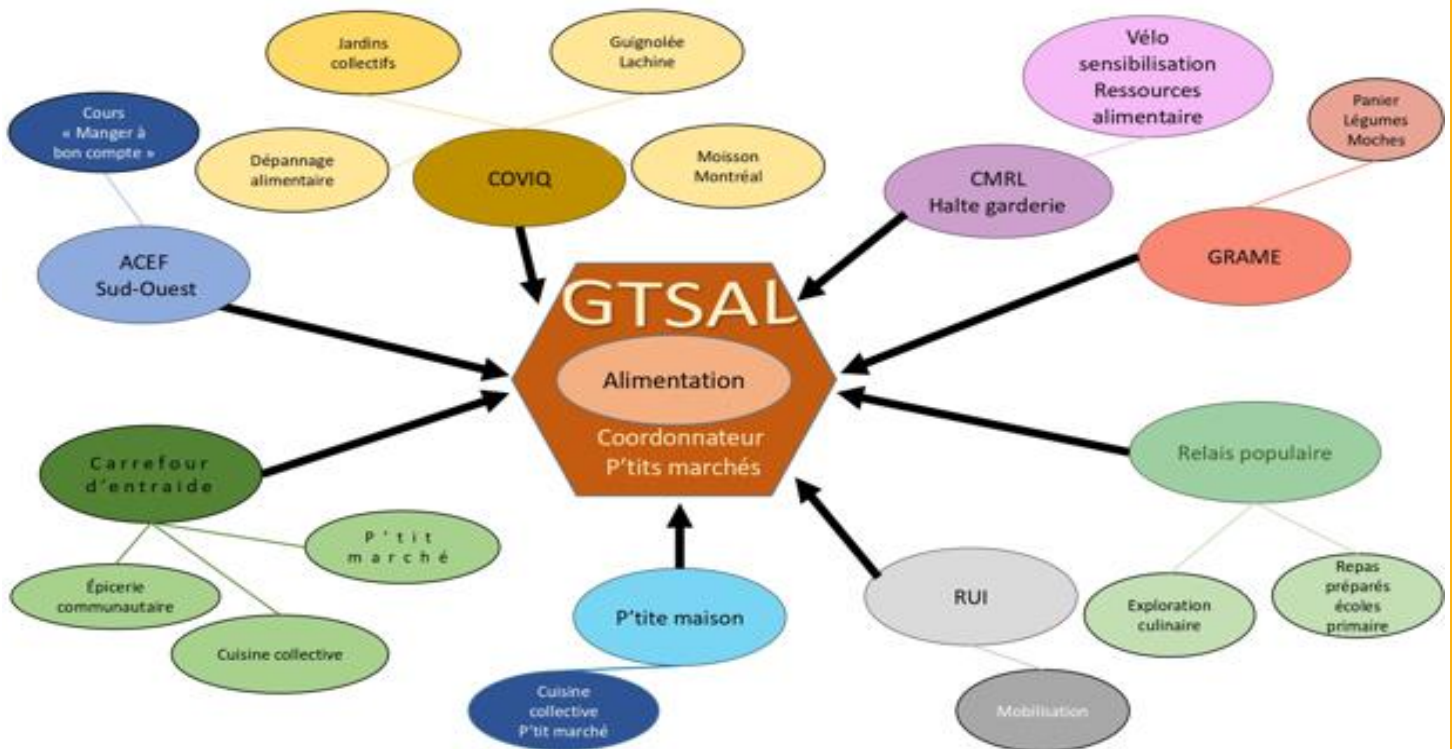 Jardins
collectifs
Guignolée
Lachine
Vélo
sensibilisation
Ressources
alimentaire
Cours
« Manger à
bon compte »
Panier
Légumes
Moches
Dépannage
alimentaire
COVIQ
Moisson
Montréal
CMRL
Halte garderie
ACEF
Sud-Ouest
GRAME
GTSAL
Alimentation
Coordonnateur
P'tits marchés
Carrefour
d'entraide
Relais populaire
P'tit
marché
Épicerie
communautaire
Cuisine collective
P'tite maison
RUI
Exploration
culinaire
Repas
préparés
écoles
primaire
Cuisine
collective
P'tit marché
Mobilisation